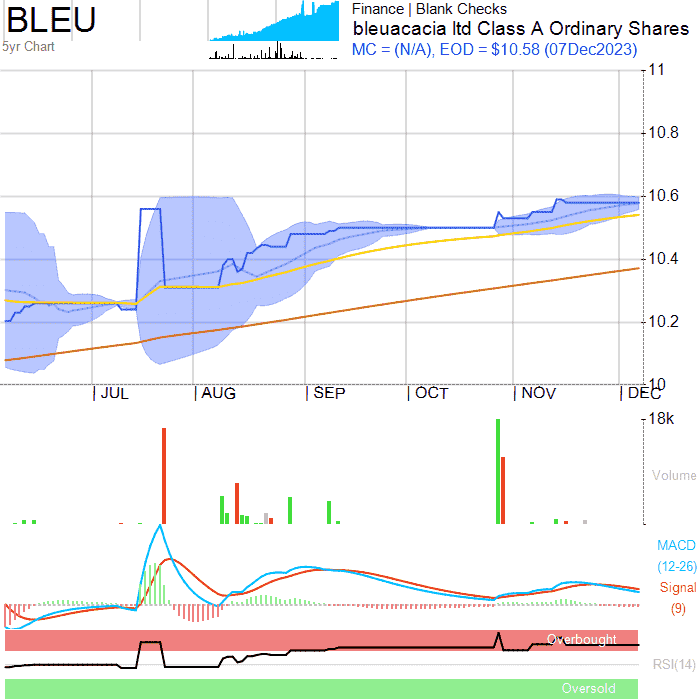 BLEU
5yr Chart
Finance | Blank Checks
bleuacacia ltd Class A Ordinary Shares
MC = (N/A), EOD = $10.58 (07Dec2023)
11
10.8
10.6
10.4
10.2
10
JUL AUG SEP OCT NOV DEC
18k
Volume
MACD
(12-26)
Signal
(9)
Overbought
RSI(14)
Oversold